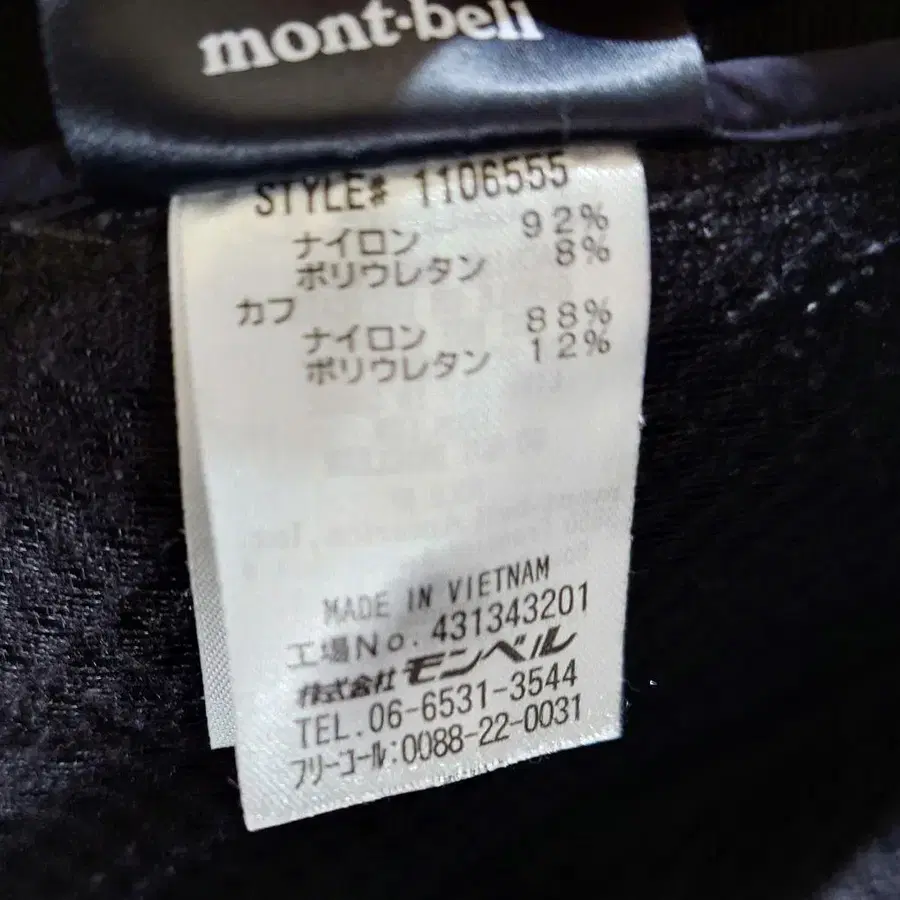 mont·bell
STYLE# 1106555
ナイロン 92%
ポリウレタン 8%
カフ
ナイロン 88%
ポリウレタン 12%
MADE IN VIETNAM
工場No. 431343201
株式会社 モンベル
TEL.06-6531-3544
フリーコール:0088-22-0031